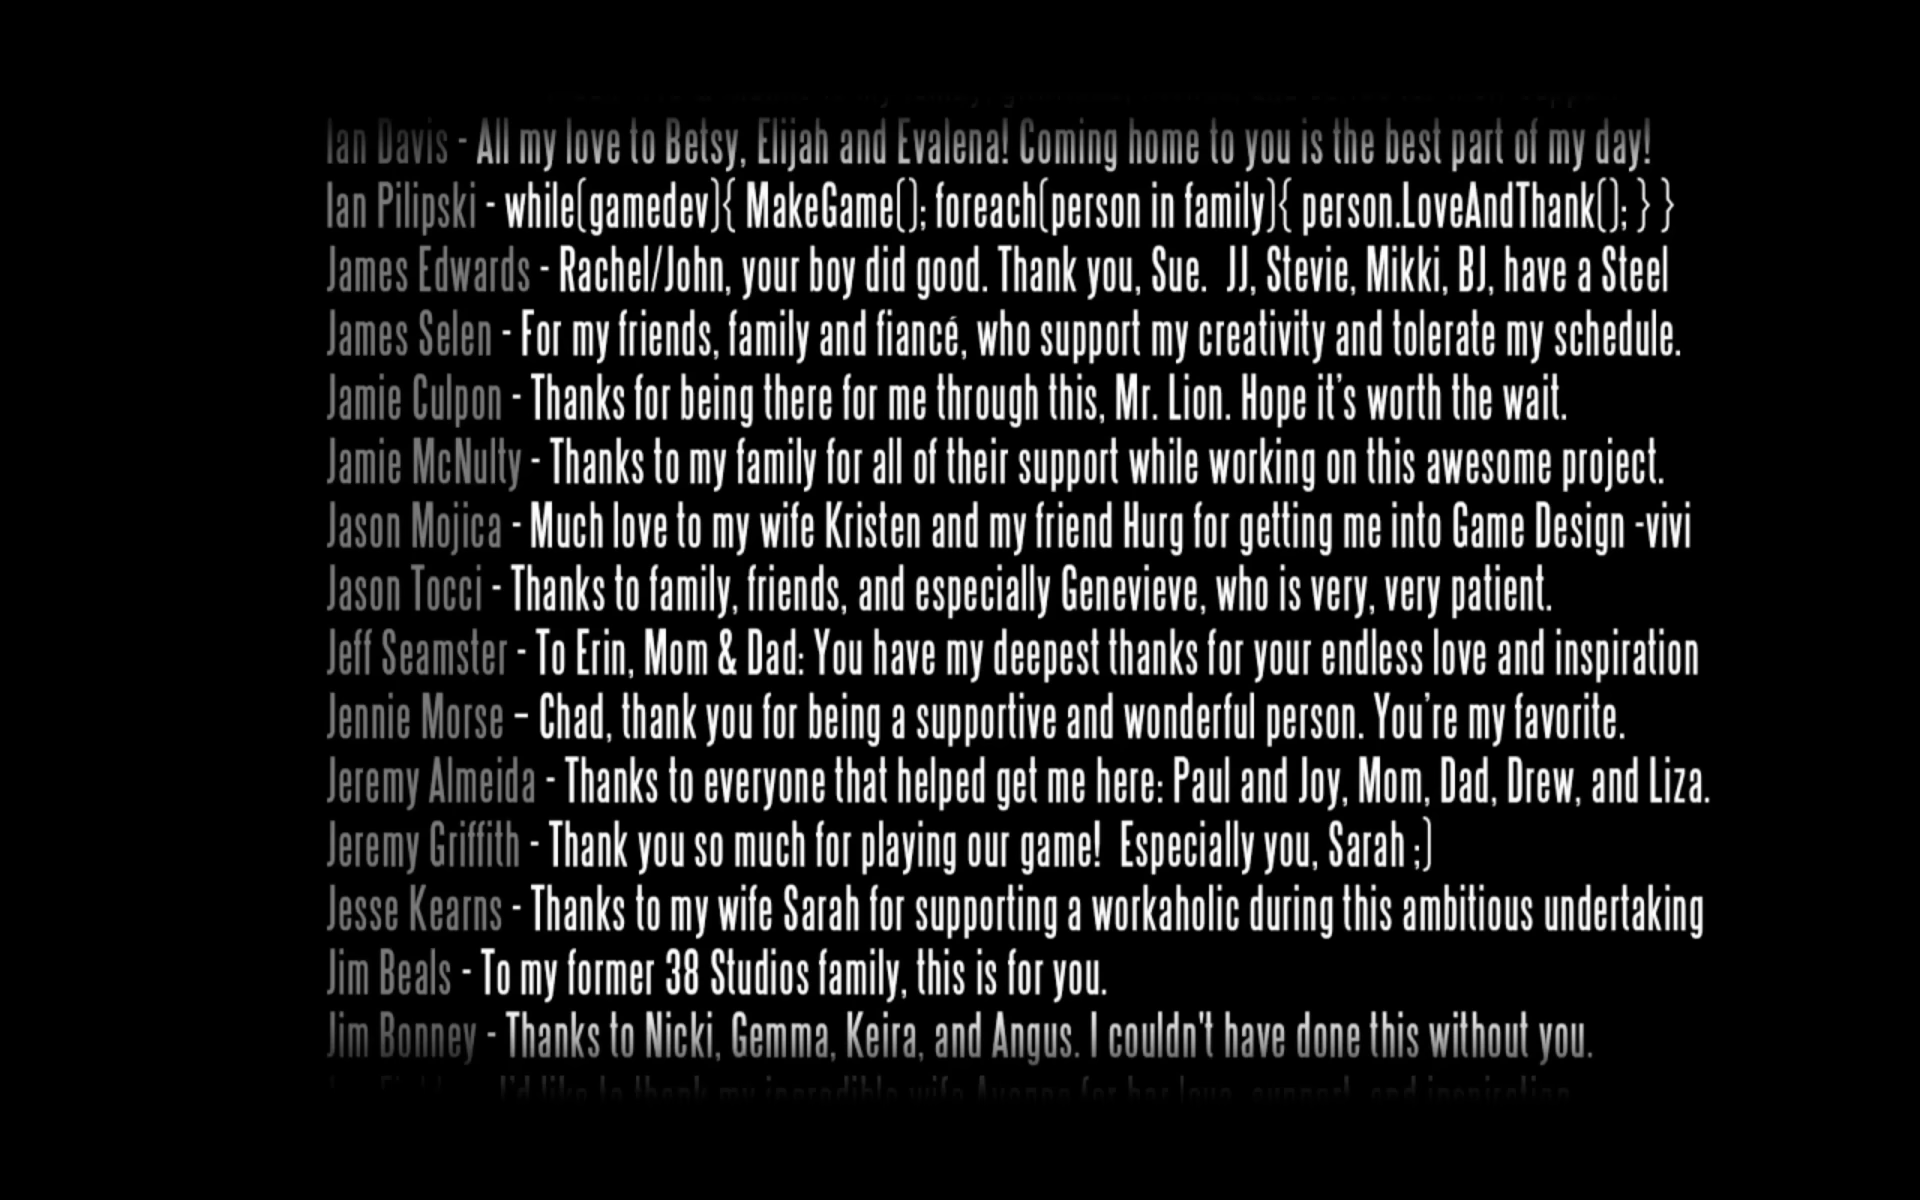 Ian Davis - All my love to Betsy, Elijah and Evalena! Coming home to you is the best part of my day!
Ian Pilipski - while(gamedev){ MakeGame(); foreach(person in family){ person.LoveAndThank(); } }
James Edwards - Rachel/John, your boy did good. Thank you, Sue.  JJ, Stevie, Mikki, BJ, have a Steel
James Selen - For my friends, family and fiancé, who support my creativity and tolerate my schedule.
Jamie Culpon - Thanks for being there for me through this, Mr. Lion. Hope it's worth the wait.
Jamie McNulty - Thanks to my family for all of their support while working on this awesome project.
Jason Mojica - Much love to my wife Kristen and my friend Hurg for getting me into Game Design -vivi
Jason Tocci - Thanks to family, friends, and especially Genevieve, who is very, very patient.
Jeff Seamster - To Erin, Mom & Dad: You have my deepest thanks for your endless love and inspiration
Jennie Morse – Chad, thank you for being a supportive and wonderful person. You're my favorite.
Jeremy Almeida - Thanks to everyone that helped get me here: Paul and Joy, Mom, Dad, Drew, and Liza.
Jeremy Griffith - Thank you so much for playing our game!  Especially you, Sarah ;)
Jesse Kearns - Thanks to my wife Sarah for supporting a workaholic during this ambitious undertaking
Jim Beals - To my former 38 Studios family, this is for you.
Jim Bonney - Thanks to Nicki, Gemma, Keira, and Angus. I couldn't have done this without you.
I'd like to thank my incredible wife for her love, support, and inspiration